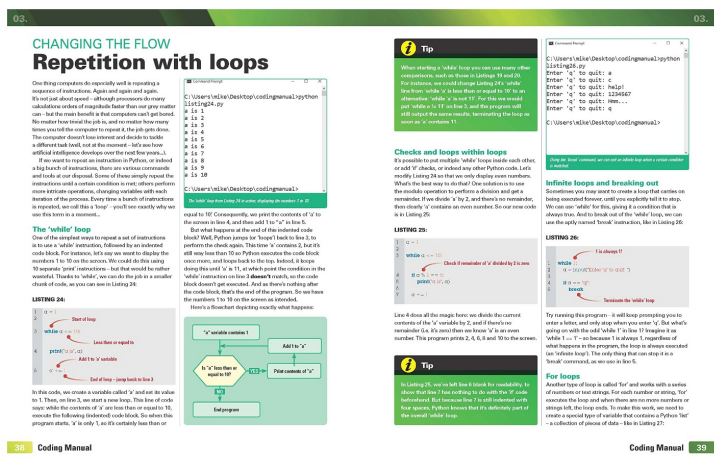 03.
CHANGING THE FLOW
Repetition with loops
One thing computers do especially well is repeating a
sequence of instructions. Again and again and again.
It's not just about speed – although processors do many
calculations orders of magnitude faster than our grey matter
can – but the main benefit is that computers can't get bored.
No matter how trivial the job is, and no matter how many
times you tell the computer to repeat it, the job gets done.
The computer doesn't lose interest and decide to tackle
a different task (well, not at the moment – let's see how
artificial intelligence develops over the next few years...).
If we want to repeat an instruction in Python, or indeed
a big bunch of instructions, there are various commands
and tools at our disposal. Some of these simply repeat the
instructions until a certain condition is met; others perform
more intricate operations, changing variables with each
iteration of the process. Every time a bunch of instructions
is repeated, we call this a 'loop' – you'll see exactly why we
use this term in a moment...
The 'while' loop
One of the simplest ways to repeat a set of instructions
is to use a 'while' instruction, followed by an indented
code block. For instance, let's say we want to display the
numbers 1 to 10 on the screen. We could do this using
10 separate 'print' instructions – but that would be rather
wasteful. Thanks to 'while', we can do the job in a smaller
chunk of code, as you can see in Listing 24:
LISTING 24:
1 a = 1
2 Start of loop
3 while a <= 10:
Less than or equal to
4 print("a is", a)
5 Add 1 to 'a' variable
6 a += 1
End of loop – jump back to line 3
In this code, we create a variable called 'a' and set its value
to 1. Then, on line 3, we start a new loop. This line of code
says: while the contents of 'a' are less than or equal to 10,
execute the following (indented) code block. So when this
program starts, 'a' is only 1, so it's certainly less than or
Command Prompt
C:\Users\mike\Desktop\codingmanual>python
listing24.py
a is 1
a is 2
a is 3
a is 4
a is 5
a is 6
a is 7
a is 8
a is 9
a is 10
C:\Users\mike\Desktop\codingmanual>
The 'while' loop from Listing 24 in action, displaying the numbers 1 to 10
equal to 10! Consequently, we print the contents of 'a' to
the screen in line 4, and then add 1 to "a" in line 5.
But what happens at the end of this indented code
block? Well, Python jumps (or 'loops') back to line 3, to
perform the check again. This time 'a' contains 2, but it's
still way less than 10 so Python executes the code block
once more, and loops back to the top. Indeed, it keeps
doing this until 'a' is 11, at which point the condition in the
'while' instruction on line 3 doesn't match, so the code
block doesn't get executed. And as there's nothing after
the code block, that's the end of the program. So we have
the numbers 1 to 10 on the screen as intended.
Here's a flowchart depicting exactly what happens:
"a" variable contains 1
Add 1 to "a"
Is "a" less than or
equal to 10?
YES
Print contents of "a"
NO
End program
38 Coding Manual
03.
Tip
When starting a 'while' loop you can use many other
comparisons, such as those in Listings 19 and 20.
For instance, we could change Listing 24's 'while'
line from 'while 'a' is less than or equal to 10' to an
alternative 'while 'a' is not 11'. For this we would
put 'while a != 11' on line 3, and the program will
still output the same results, terminating the loop as
soon as 'a' contains 11.
Checks and loops within loops
It's possible to put multiple 'while' loops inside each other,
or add 'if' checks, or indeed any other Python code. Let's
modify Listing 24 so that we only display even numbers.
What's the best way to do that? One solution is to use
the modulo operation to perform a division and get a
remainder. If we divide 'a' by 2, and there's no remainder,
then clearly 'a' contains an even number. So our new code
is in Listing 25:
LISTING 25:
1 a = 1
2
3 while a <= 10:
Check if remainder of 'a' divided by 2 is zero
4 if a % 2 == 0:
5 print("a is", a)
6
7 a += 1
Line 4 does all the magic here: we divide the current
contents of the 'a' variable by 2, and if there's no
remainder (i.e. it's zero) then we know 'a' is an even
number. This program prints 2, 4, 6, 8 and 10 to the screen.
Tip
In Listing 25, we've left line 6 blank for readability, to
show that line 7 has nothing to do with the 'if' code
beforehand. But because line 7 is still indented with
four spaces, Python knows that it's definitely part of
the overall 'while' loop.
Command Prompt
C:\Users\mike\Desktop\codingmanual>python
listing26.py
Enter 'q' to quit: a
Enter 'q' to quit: c
Enter 'q' to quit: help!
Enter 'q' to quit: 1234567
Enter 'q' to quit: Hmm...
Enter 'q' to quit: q
C:\Users\mike\Desktop\codingmanual>
Using the 'break' command, we can exit an infinite loop when a certain condition
is matched
Infinite loops and breaking out
Sometimes you may want to create a loop that carries on
being executed forever, until you explicitly tell it to stop.
We can use 'while' for this, giving it a condition that is
always true. And to break out of the 'while' loop, we can
use the aptly named 'break' instruction, like in Listing 26:
LISTING 26:
1 is always 1!
1 while 1:
2 a = input("Enter 'q' to quit: ")
3
4 if a == "q":
5 break
Terminate the 'while' loop
Try running this program – it will keep prompting you to
enter a letter, and only stop when you enter 'q'. But what's
going on with the odd 'while 1' in line 1? Imagine it as
'while 1 == 1' – so because 1 is always 1, regardless of
what happens in the program, the loop is always executed
(an 'infinite loop'). The only thing that can stop it is a
'break' command, as we use in line 5.
For loops
Another type of loop is called 'for' and works with a series
of numbers or text strings. For each number or string, 'for'
executes the loop and when there are no more numbers or
strings left, the loop ends. To make this work, we need to
create a special type of variable that contains a Python 'list'
– a collection of pieces of data – like in Listing 27:
Coding Manual 39